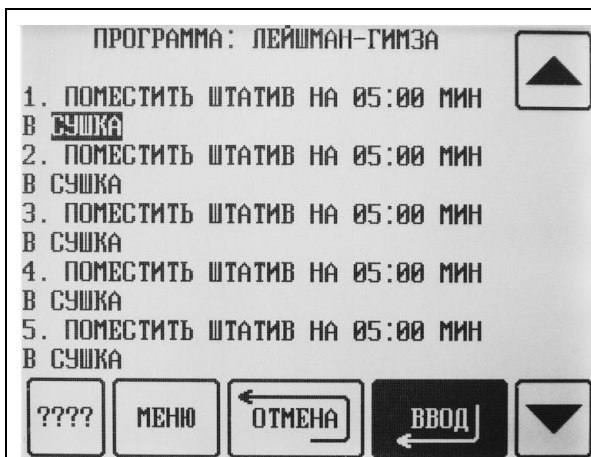 ПРОГРАММА: ЛЕЙШМАН-ГИМЗА
1. ПОМЕСТИТЬ ШТАТИВ НА 05:00 МИН
В СУШКА
2. ПОМЕСТИТЬ ШТАТИВ НА 05:00 МИН
В СУШКА
3. ПОМЕСТИТЬ ШТАТИВ НА 05:00 МИН
В СУШКА
4. ПОМЕСТИТЬ ШТАТИВ НА 05:00 МИН
В СУШКА
5. ПОМЕСТИТЬ ШТАТИВ НА 05:00 МИН
В СУШКА
???? МЕНЮ ОТМЕНА ВВОД